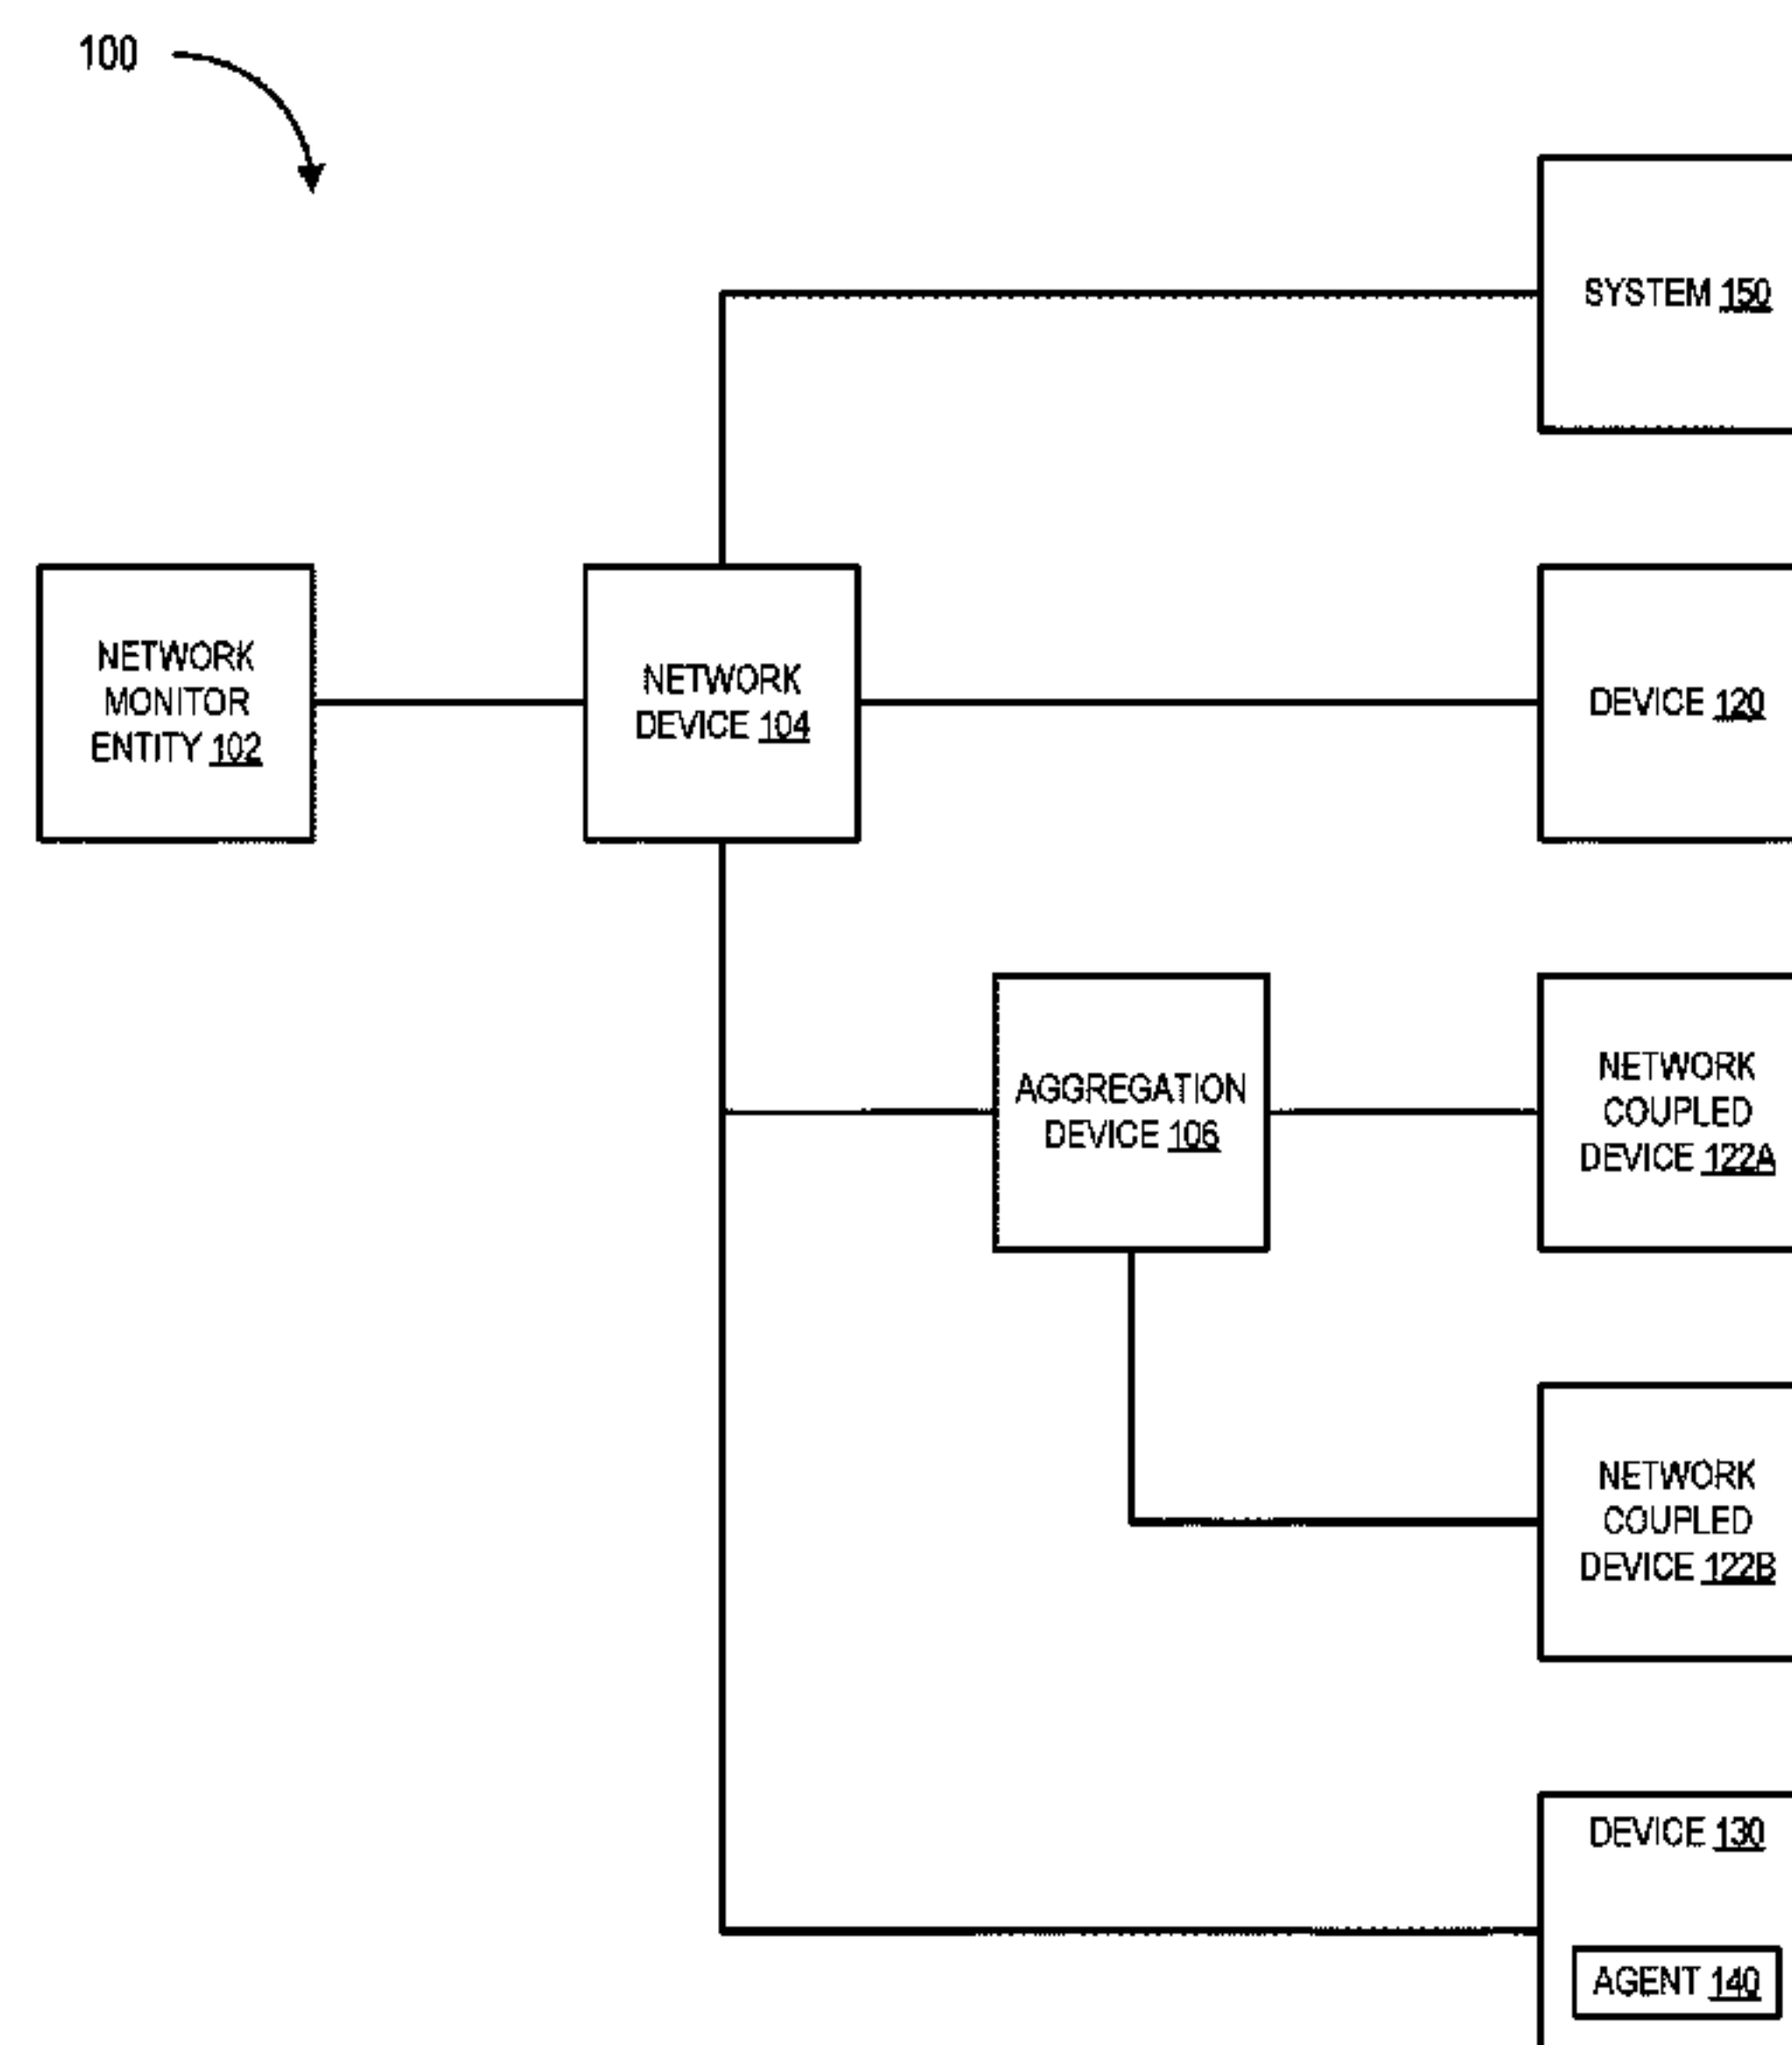 100
SYSTEM 150
NETWORK
MONITOR
ENTITY 102
NETWORK
DEVICE 104
DEVICE 120
AGGREGATION
DEVICE 106
NETWORK
COUPLED
DEVICE 122A
NETWORK
COUPLED
DEVICE 122B
DEVICE 130
AGENT 140